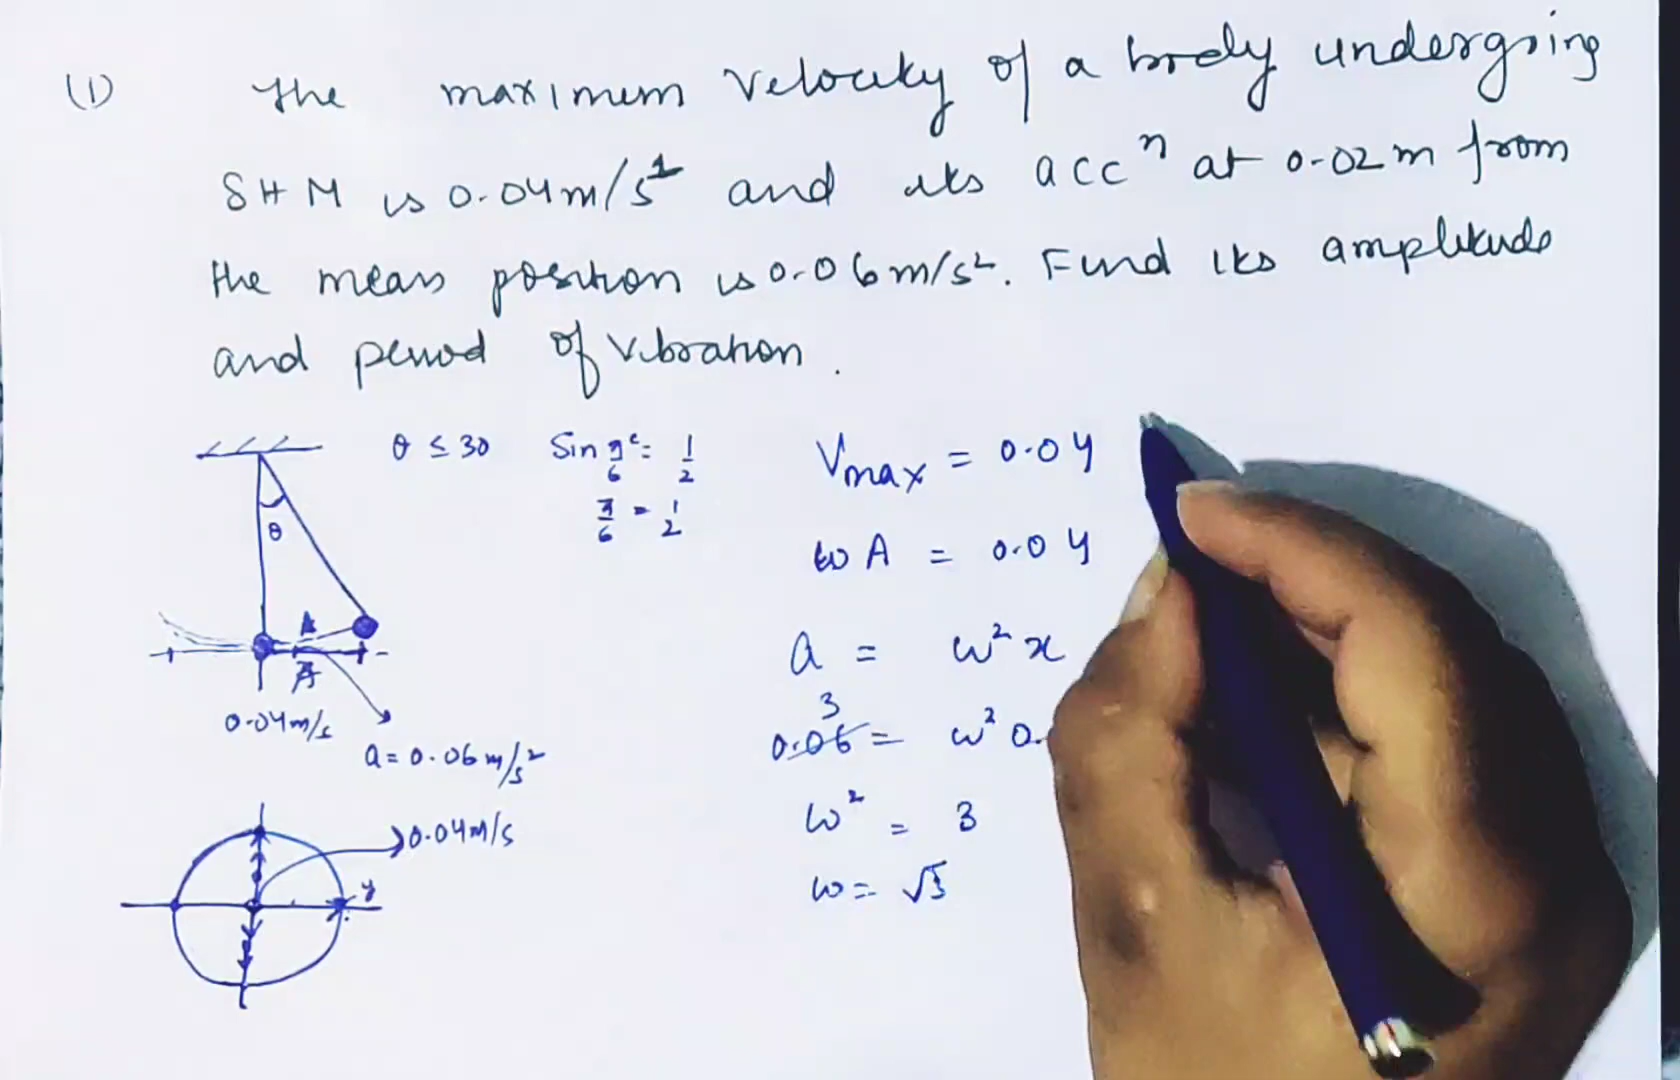 (1) The maximum velocity of a body undergoing
SHM is 0.04m/s¹ and its accⁿ at 0.02m from
the mean position is 0.06m/s². Find its amplitude
and period of vibration.
θ ≤ 30 Sin π/6ᶜ = 1/2
π/6 = 1/2
θ
A
A
0.04m/s
a = 0.06 m/s²
0.04m/s
y
Vmax = 0.04
ωA = 0.04
a = ω²x
3
0.06 = ω² 0.
ω² = 3
ω = √3